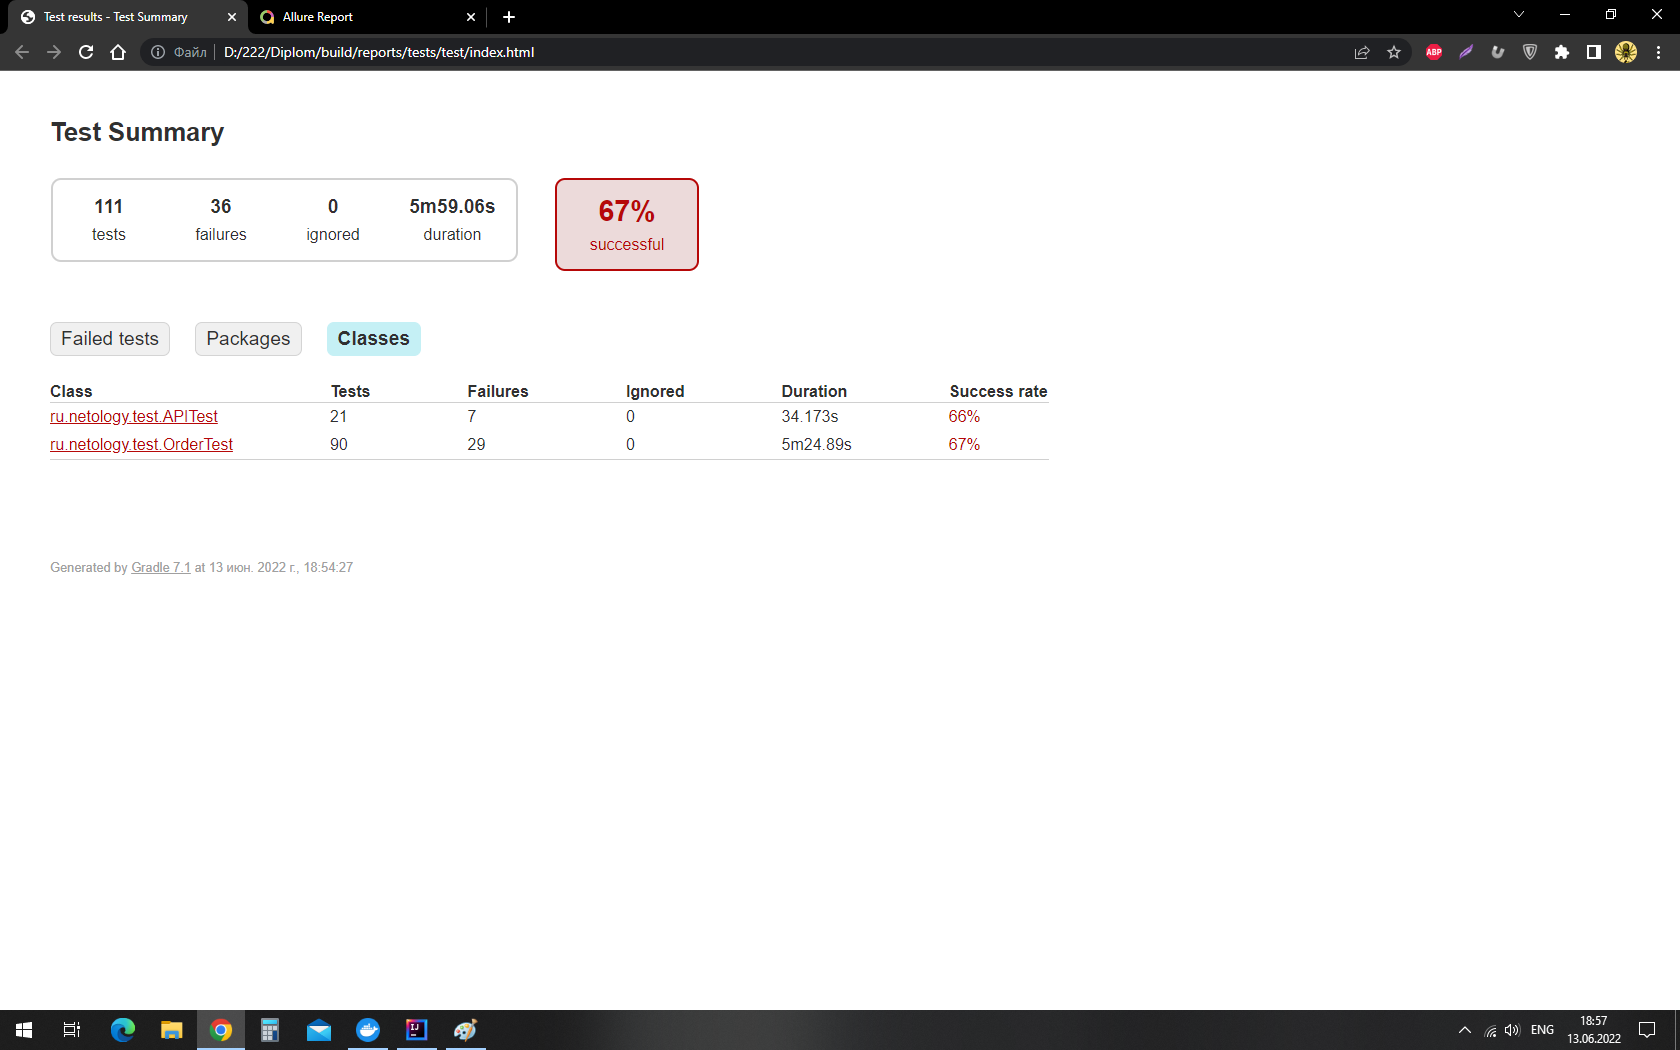 Test results - Test Summary
Allure Report
Файл
D:/222/Diplom/build/reports/tests/test/index.html
ABP
Test Summary
111 36 0 5m59.06s
tests failures ignored duration
67%
successful
Failed tests Packages Classes
Class Tests Failures Ignored Duration Success rate
ru.netology.test.APITest 21 7 0 34.173s 66%
ru.netology.test.OrderTest 90 29 0 5m24.89s 67%
Generated by Gradle 7.1 at 13 июн. 2022 г., 18:54:27
IJ
ENG
18:57
13.06.2022